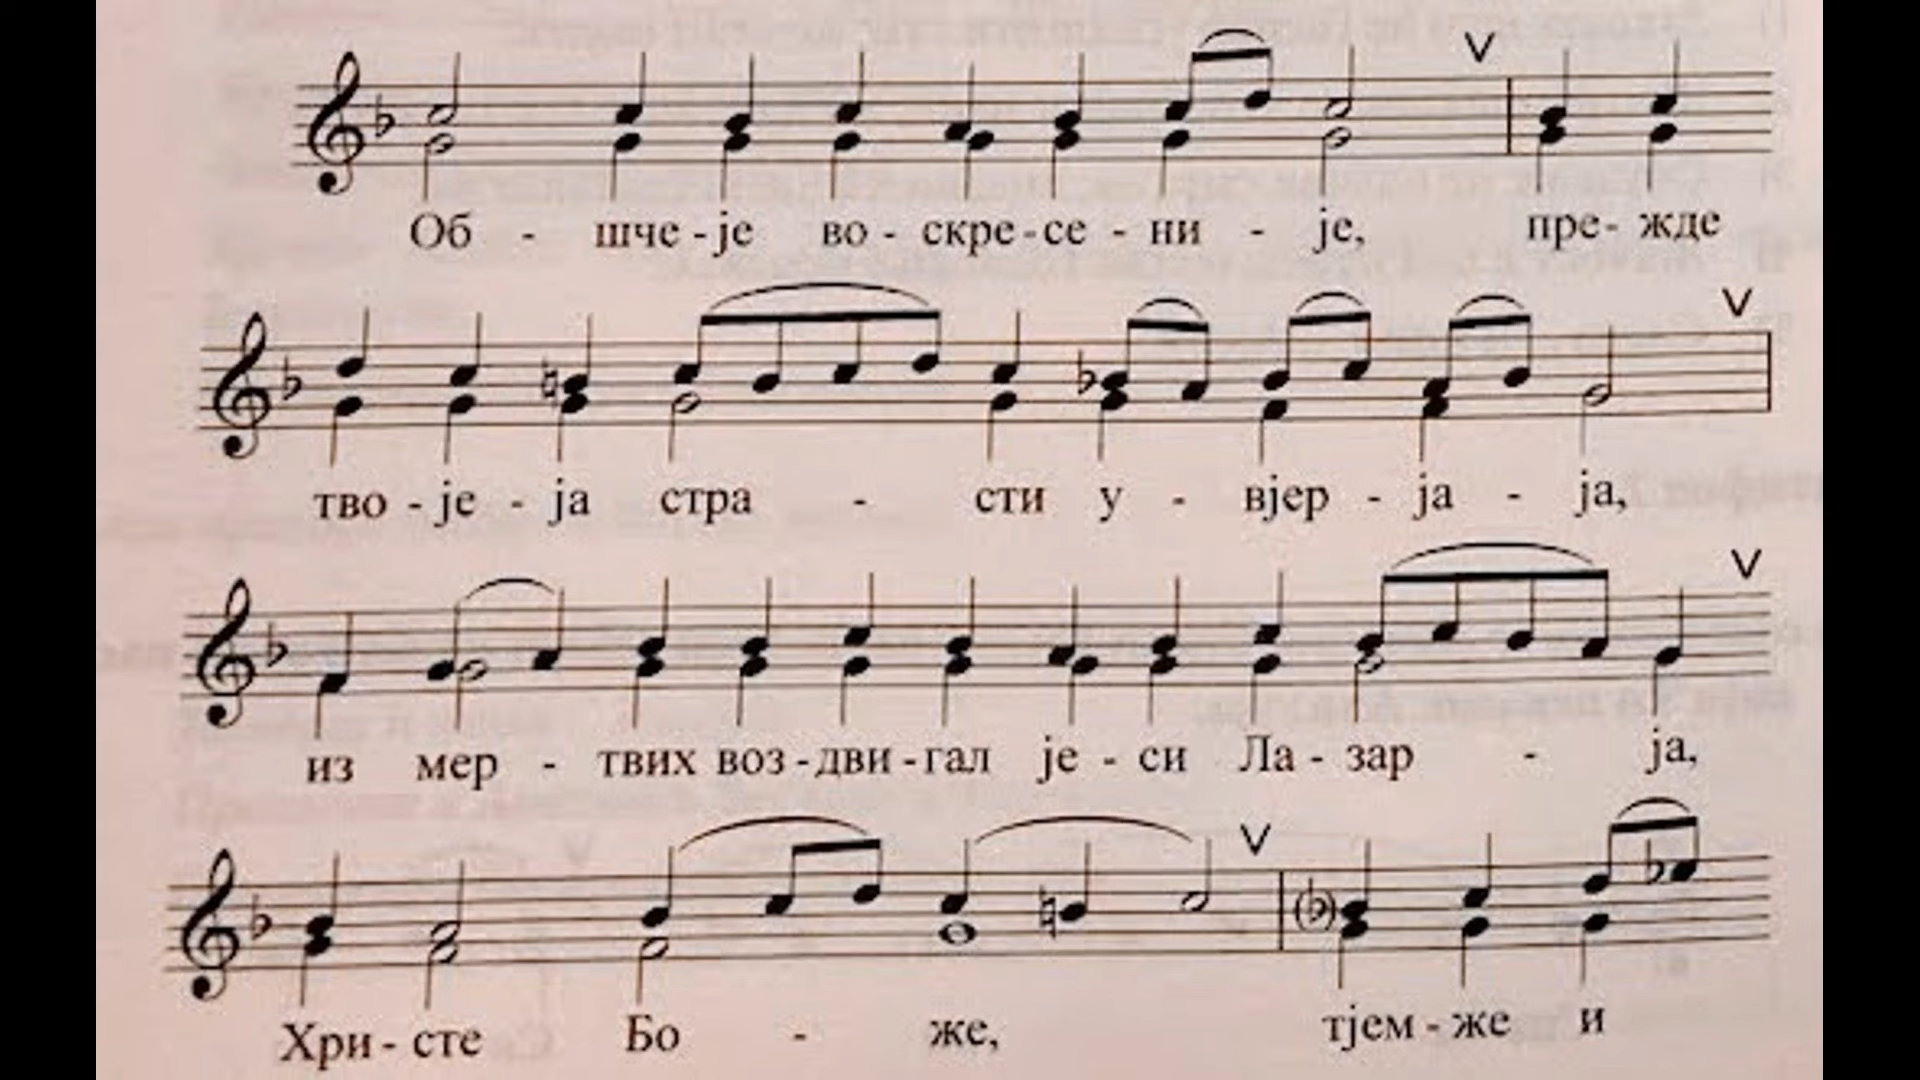 Об - шче - је во - скре - се - ни - је, пре - жде
тво - је - ја стра - сти у - вјер - ја - ја,
из мер - твих воз - дви - гал је - си Ла - зар - ја,
Хри - сте Бо - же, тјем - же и